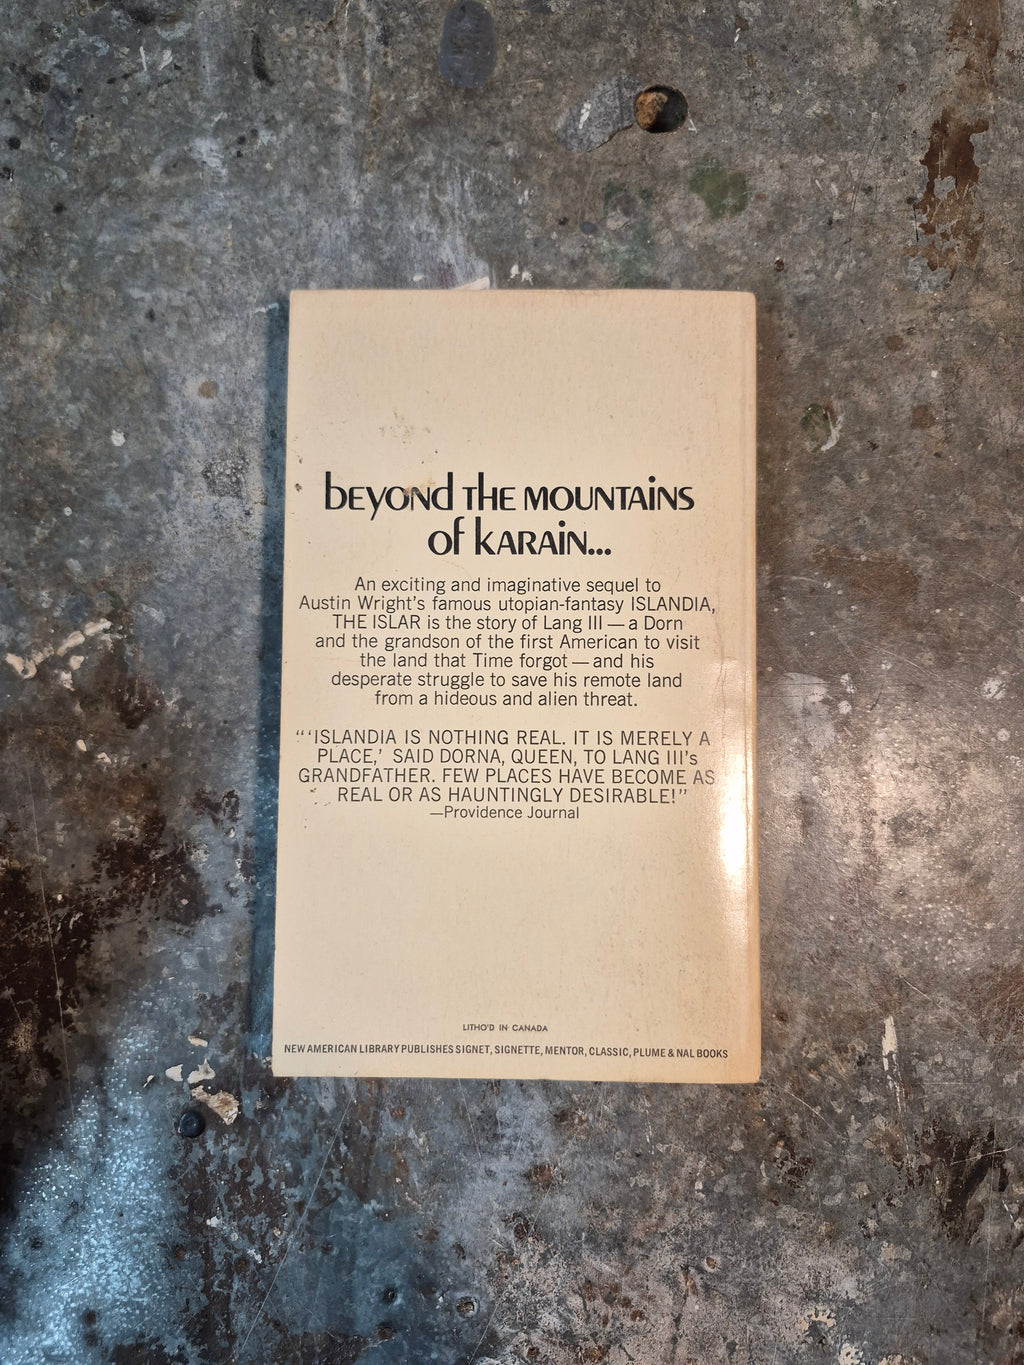 beyond THE MOUNTAiNS
of kARAiN...
An exciting and imaginative sequel to
Austin Wright's famous utopian-fantasy ISLANDIA,
THE ISLAR is the story of Lang III — a Dorn
and the grandson of the first American to visit
the land that Time forgot — and his
desperate struggle to save his remote land
from a hideous and alien threat.
"'ISLANDIA IS NOTHING REAL. IT IS MERELY A
PLACE,' SAID DORNA, QUEEN, TO LANG III's
GRANDFATHER. FEW PLACES HAVE BECOME AS
REAL OR AS HAUNTINGLY DESIRABLE!"
—Providence Journal
LITHO'D IN CANADA
NEW AMERICAN LIBRARY PUBLISHES SIGNET, SIGNETTE, MENTOR, CLASSIC, PLUME & NAL BOOKS